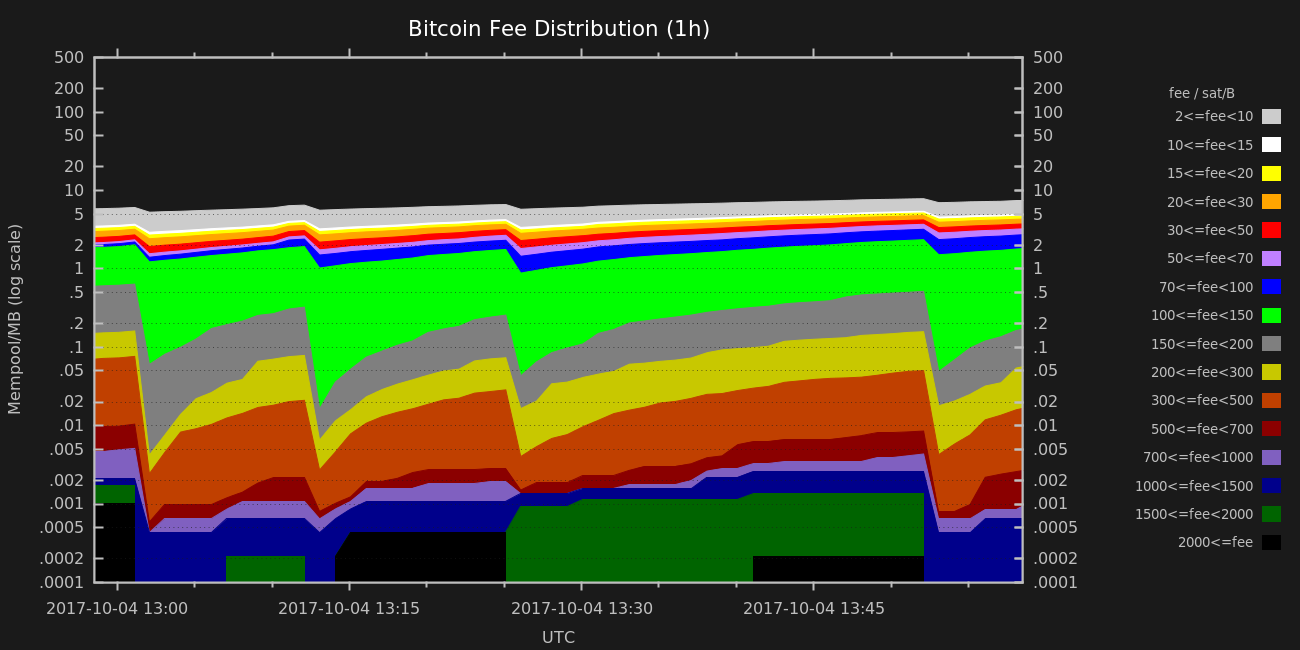 Bitcoin Fee Distribution (1h)
Mempool/MB (log scale)
500
200
100
50
20
10
5
2
1
.5
.2
.1
.05
.02
.01
.005
.002
.001
.0005
.0002
.0001
500
200
100
50
20
10
5
2
1
.5
.2
.1
.05
.02
.01
.005
.002
.001
.0005
.0002
.0001
2017-10-04 13:00 2017-10-04 13:15 2017-10-04 13:30 2017-10-04 13:45
UTC
fee / sat/B
2<=fee<10
10<=fee<15
15<=fee<20
20<=fee<30
30<=fee<50
50<=fee<70
70<=fee<100
100<=fee<150
150<=fee<200
200<=fee<300
300<=fee<500
500<=fee<700
700<=fee<1000
1000<=fee<1500
1500<=fee<2000
2000<=fee